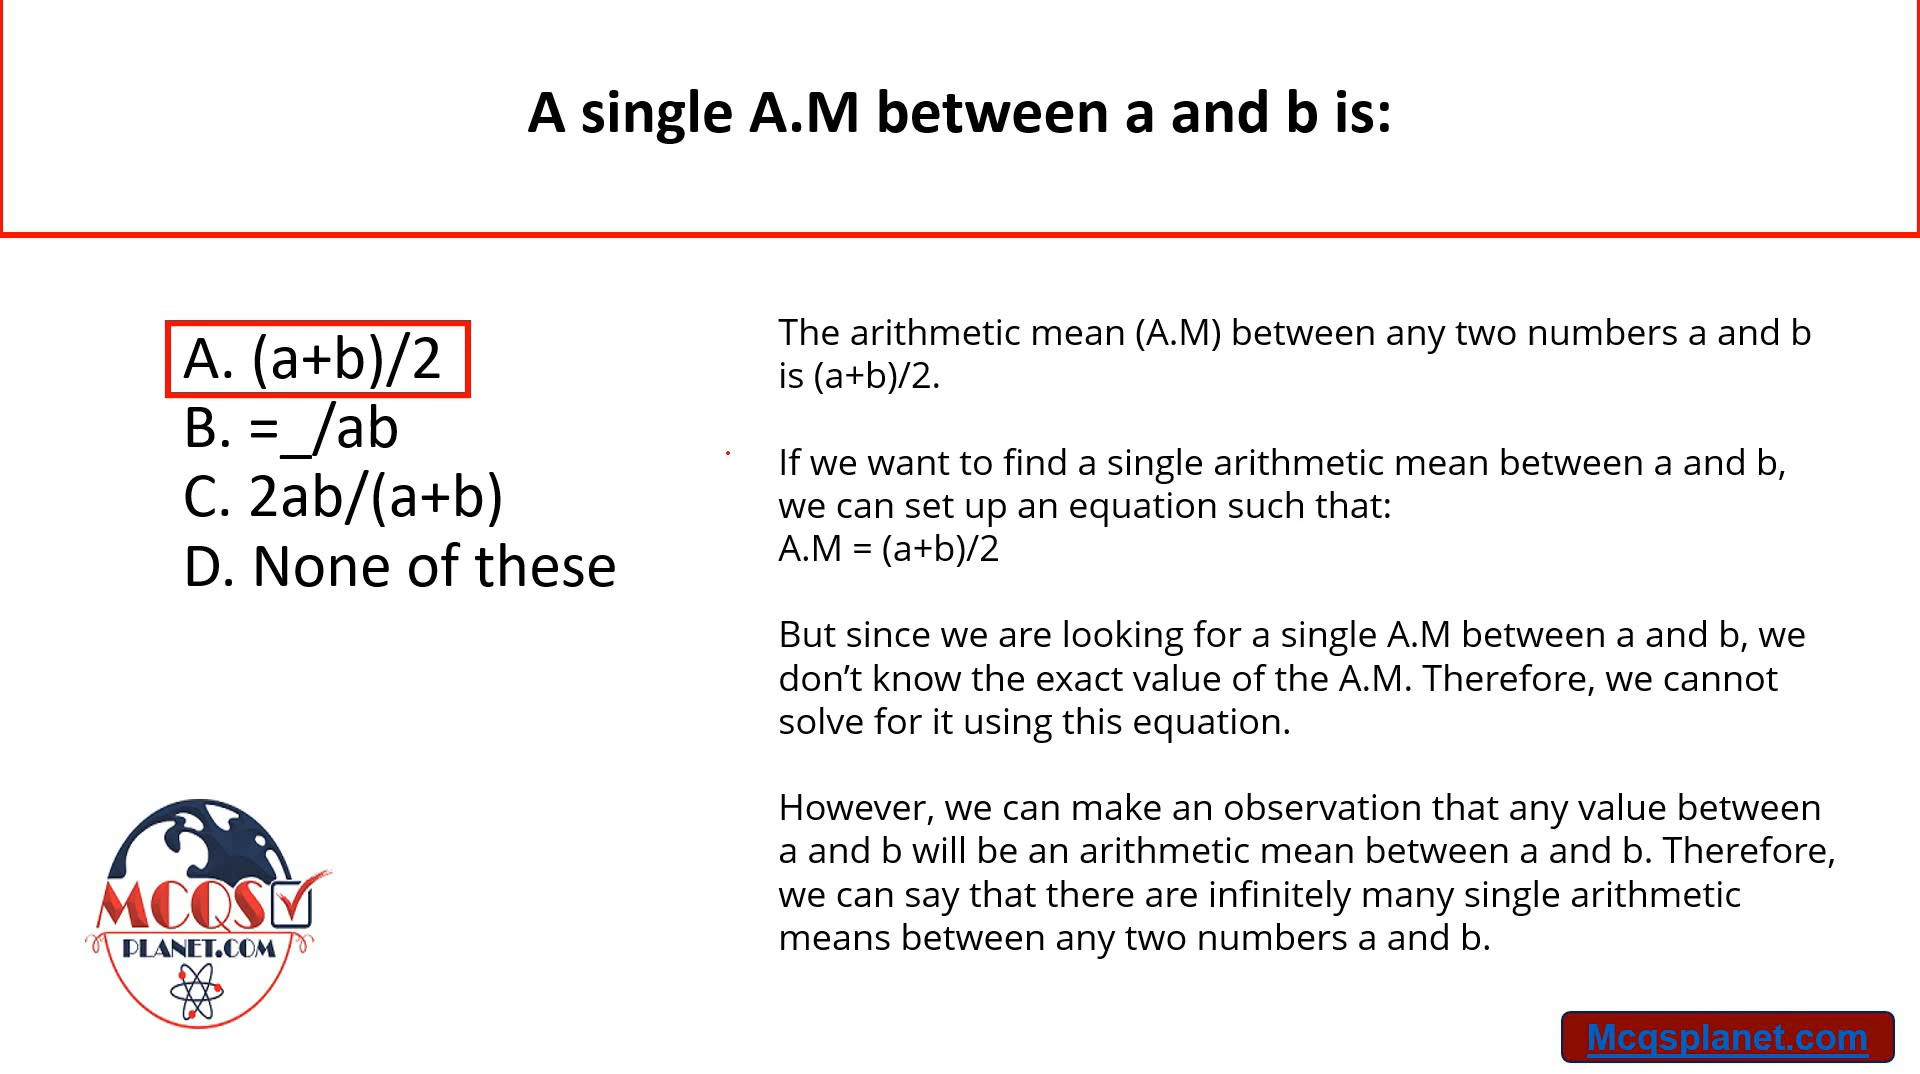 A single A.M between a and b is:
A. (a+b)/2
B. =_/ab
C. 2ab/(a+b)
D. None of these
The arithmetic mean (A.M) between any two numbers a and b
is (a+b)/2.
If we want to find a single arithmetic mean between a and b,
we can set up an equation such that:
A.M = (a+b)/2
But since we are looking for a single A.M between a and b, we
don’t know the exact value of the A.M. Therefore, we cannot
solve for it using this equation.
However, we can make an observation that any value between
a and b will be an arithmetic mean between a and b. Therefore,
we can say that there are infinitely many single arithmetic
means between any two numbers a and b.
MCQS
PLANET.COM
Mcqsplanet.com